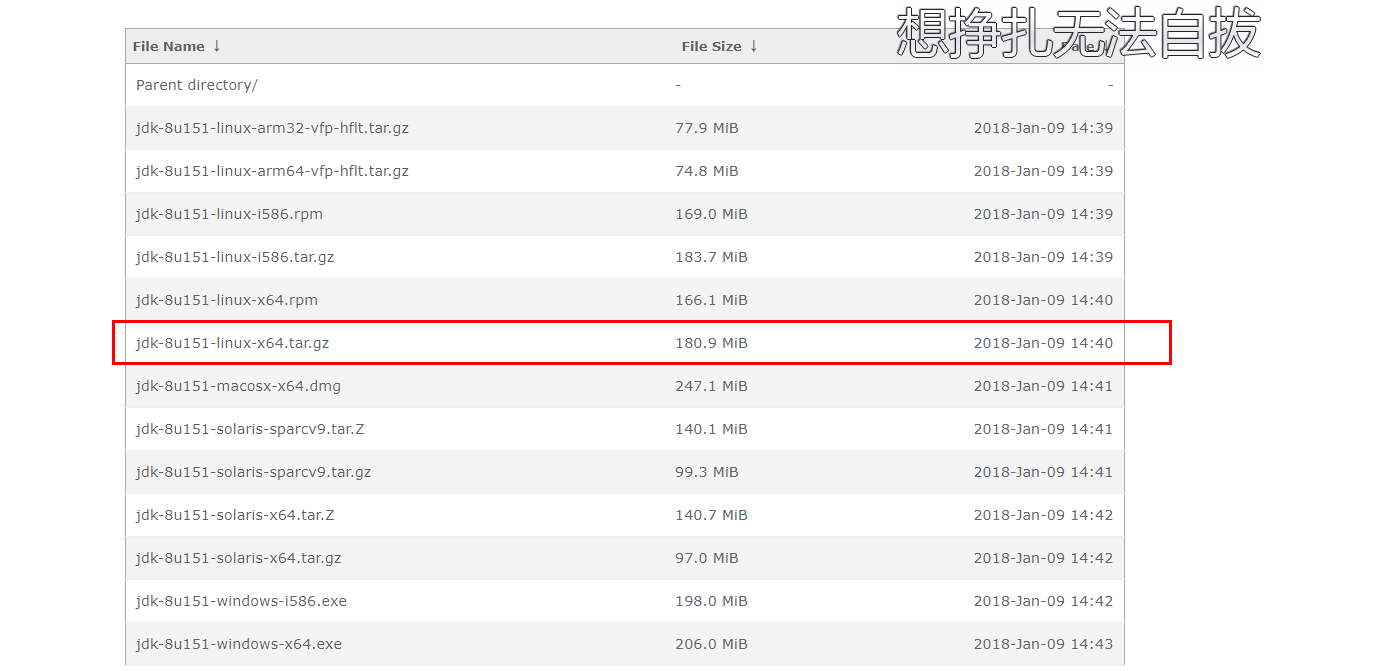 想挣扎无法自拔
File Name ↓ File Size ↓ Date ↓
Parent directory/ - -
jdk-8u151-linux-arm32-vfp-hflt.tar.gz 77.9 MiB 2018-Jan-09 14:39
jdk-8u151-linux-arm64-vfp-hflt.tar.gz 74.8 MiB 2018-Jan-09 14:39
jdk-8u151-linux-i586.rpm 169.0 MiB 2018-Jan-09 14:39
jdk-8u151-linux-i586.tar.gz 183.7 MiB 2018-Jan-09 14:39
jdk-8u151-linux-x64.rpm 166.1 MiB 2018-Jan-09 14:40
jdk-8u151-linux-x64.tar.gz 180.9 MiB 2018-Jan-09 14:40
jdk-8u151-macosx-x64.dmg 247.1 MiB 2018-Jan-09 14:41
jdk-8u151-solaris-sparcv9.tar.Z 140.1 MiB 2018-Jan-09 14:41
jdk-8u151-solaris-sparcv9.tar.gz 99.3 MiB 2018-Jan-09 14:41
jdk-8u151-solaris-x64.tar.Z 140.7 MiB 2018-Jan-09 14:42
jdk-8u151-solaris-x64.tar.gz 97.0 MiB 2018-Jan-09 14:42
jdk-8u151-windows-i586.exe 198.0 MiB 2018-Jan-09 14:42
jdk-8u151-windows-x64.exe 206.0 MiB 2018-Jan-09 14:43